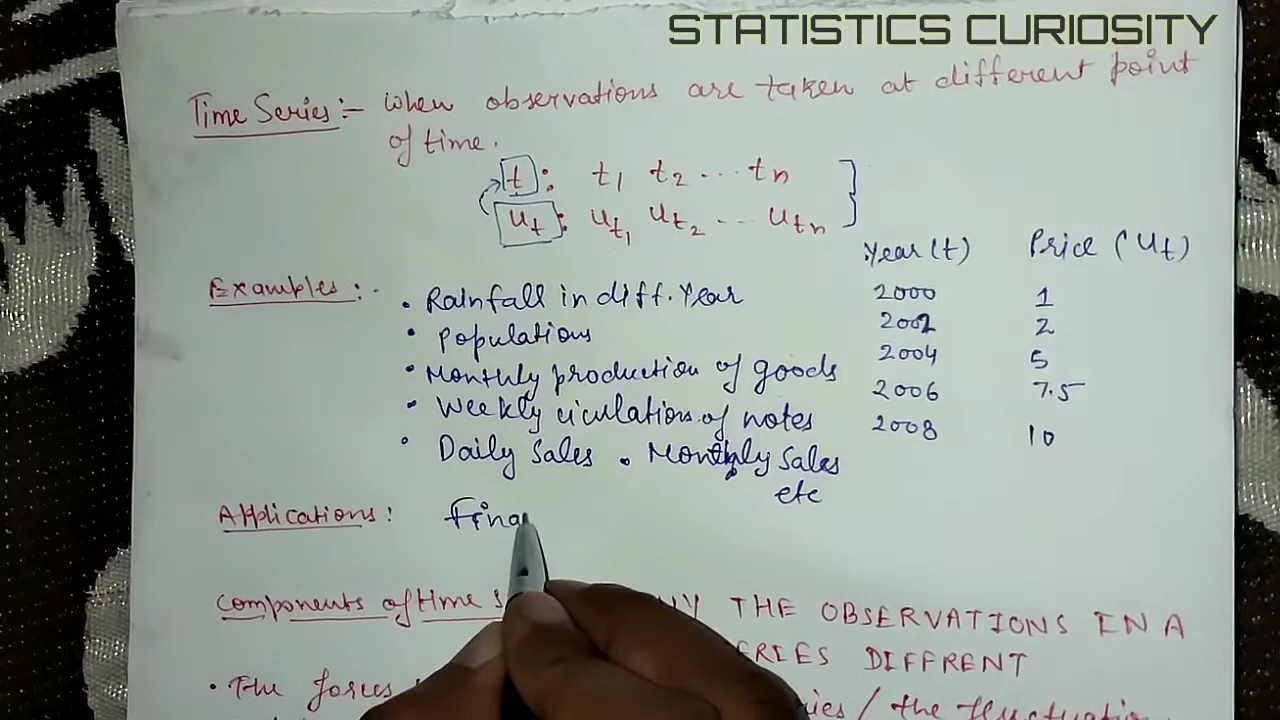 STATISTICS CURIOSITY
Time Series :- When observations are taken at different point
of time.
t : t1 t2 ... tn
ut : ut1 ut2 ... utn
Year (t) Price (Ut)
2000 1
2002 2
2004 5
2006 7.5
2008 10
Examples :-
• Rainfall in diff. Year
• Populations
• Monthly production of goods
• Weekly ciculation of notes
• Daily Sales • Monthly Sales
etc
Applications : Fina
Components of time THE OBSERVATIONS IN A
DIFFRENT
• The forces / the fluctuation